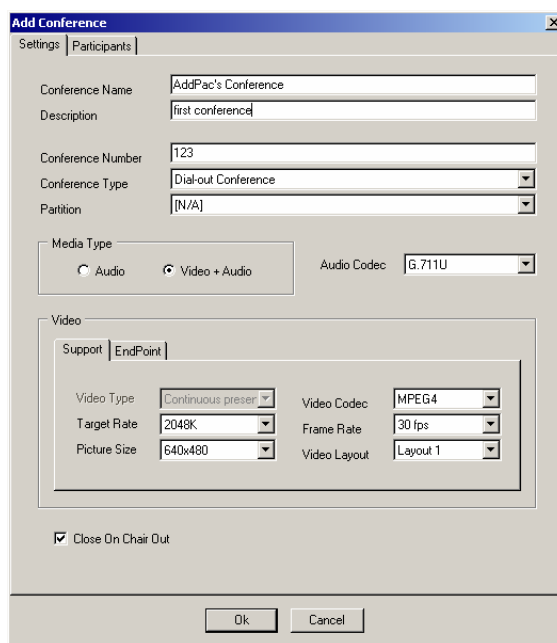 Add Conference
Settings Participants
Conference Name AddPac's Conference
Description first conference
Conference Number 123
Conference Type Dial-out Conference
Partition [N/A]
Media Type
Audio Video + Audio Audio Codec G.711U
Video
Support EndPoint
Video Type Continuous preser Video Codec MPEG4
Target Rate 2048K Frame Rate 30 fps
Picture Size 640x480 Video Layout Layout 1
Close On Chair Out
Ok Cancel